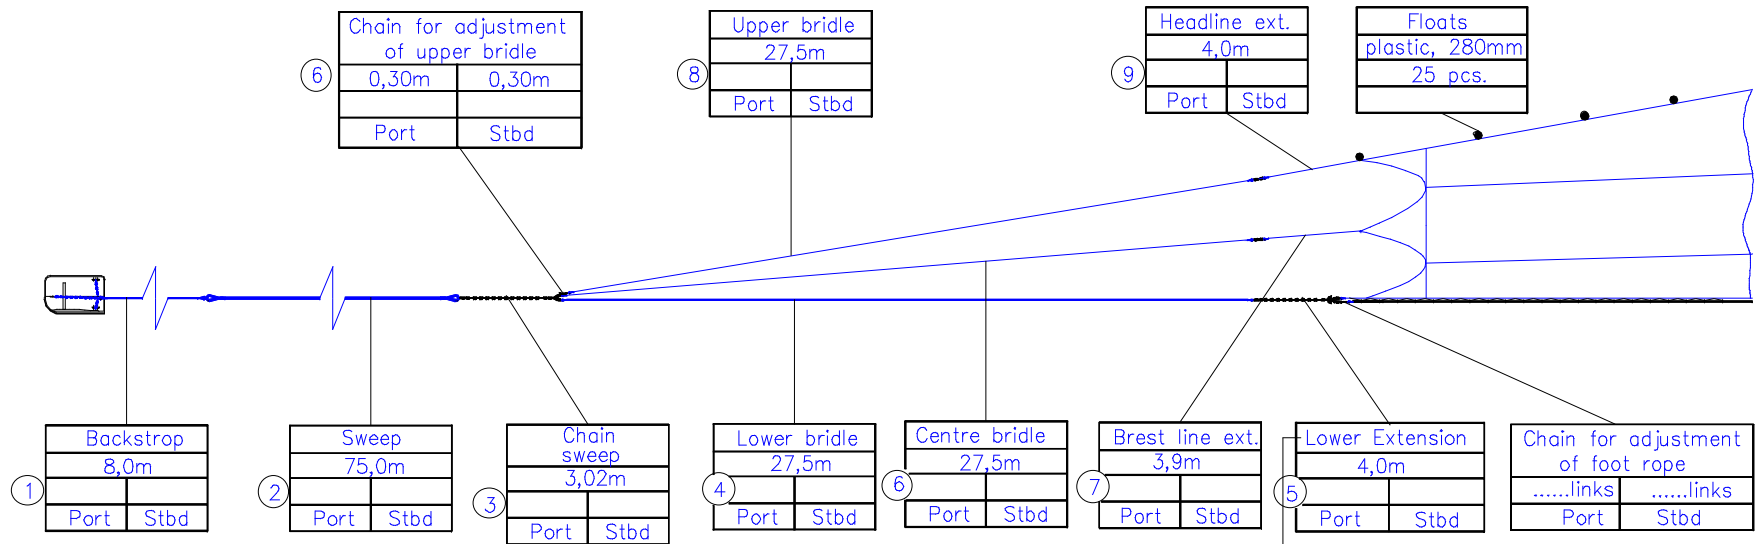 Chain for adjustment
of upper bridle
6
0,30m 0,30m
Port Stbd
Upper bridle
27,5m
8
Port Stbd
Headline ext.
4,0m
9
Port Stbd
Floats
plastic, 280mm
25 pcs.
Backstrop
8,0m
1
Port Stbd
Sweep
75,0m
2
Port Stbd
Chain
sweep
3,02m
3
Port Stbd
Lower bridle
27,5m
4
Port Stbd
Centre bridle
27,5m
6
Port Stbd
Brest line ext.
3,9m
7
Port Stbd
Lower Extension
4,0m
5
Port Stbd
Chain for adjustment
of foot rope
......links ......links
Port Stbd